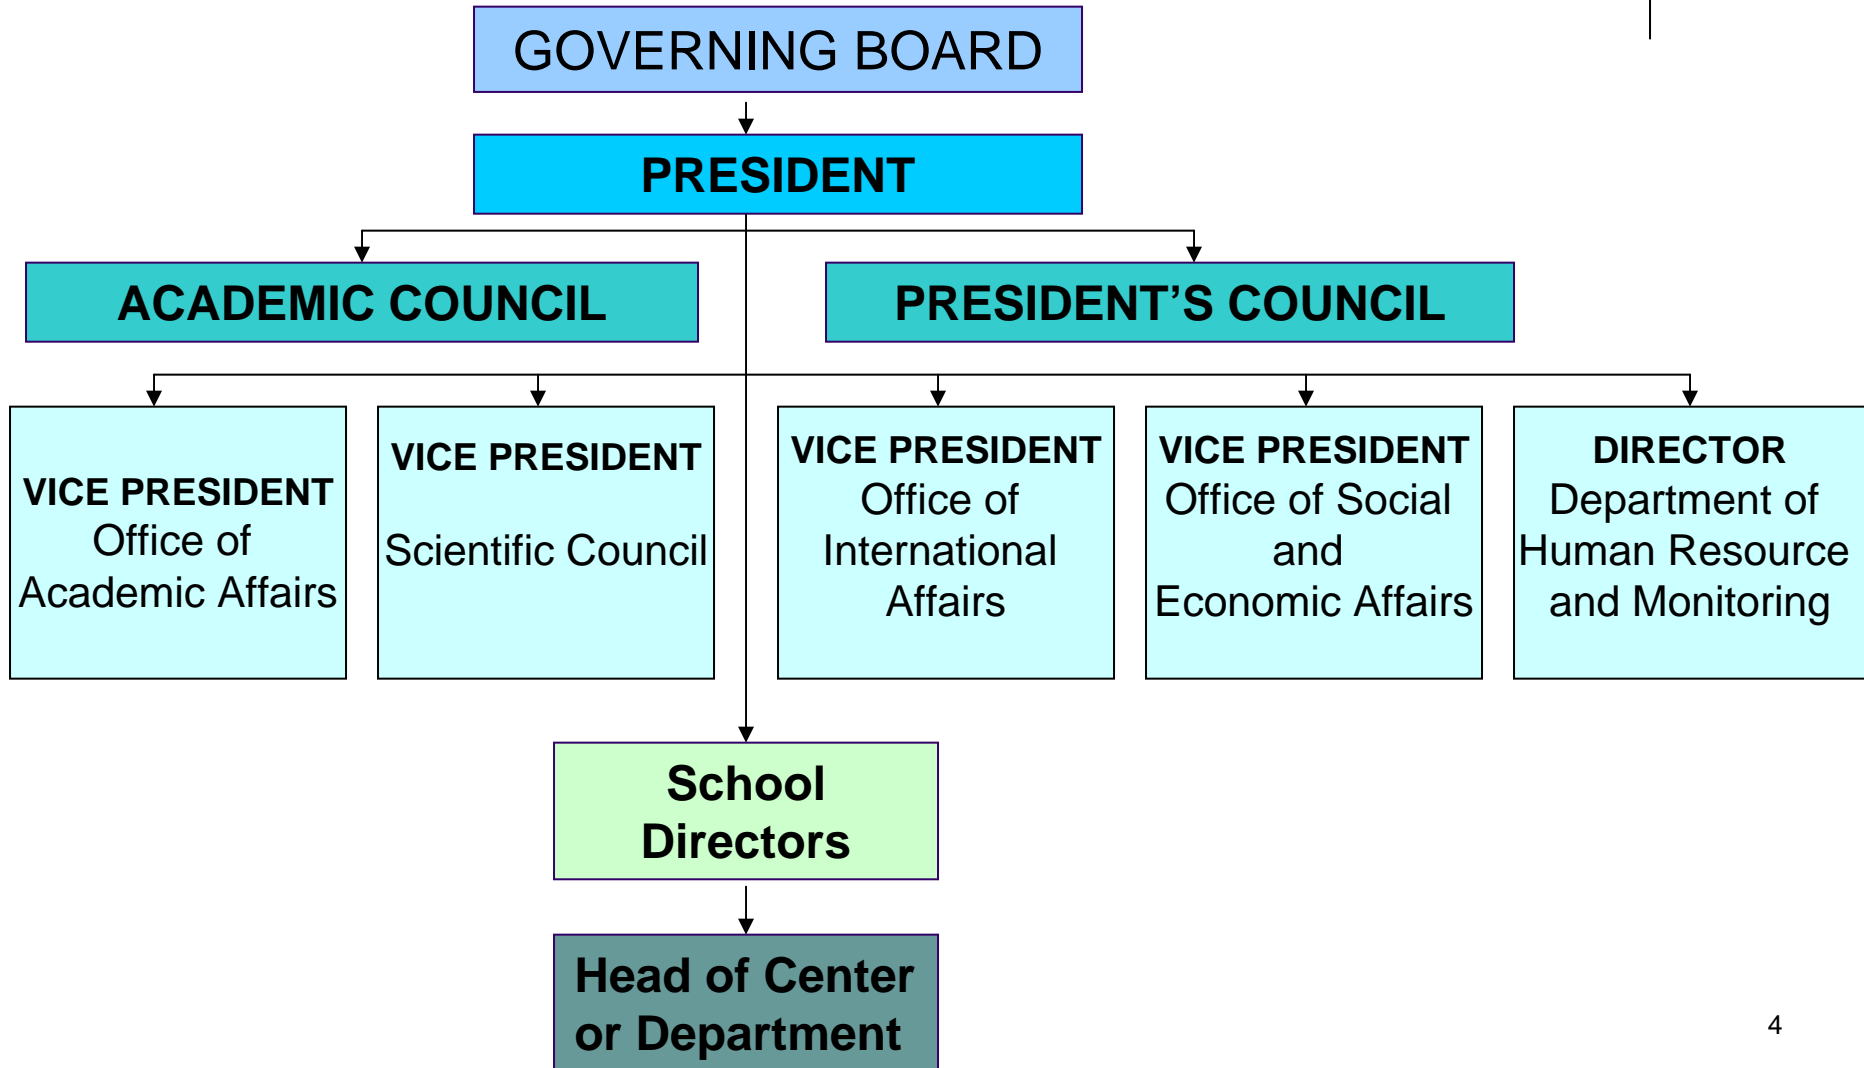 GOVERNING BOARD
PRESIDENT
ACADEMIC COUNCIL
PRESIDENT’S COUNCIL
VICE PRESIDENT
Office of
Academic Affairs
VICE PRESIDENT
Scientific Council
VICE PRESIDENT
Office of
International
Affairs
VICE PRESIDENT
Office of Social
and
Economic Affairs
DIRECTOR
Department of
Human Resource
and Monitoring
School
Directors
Head of Center
or Department
4